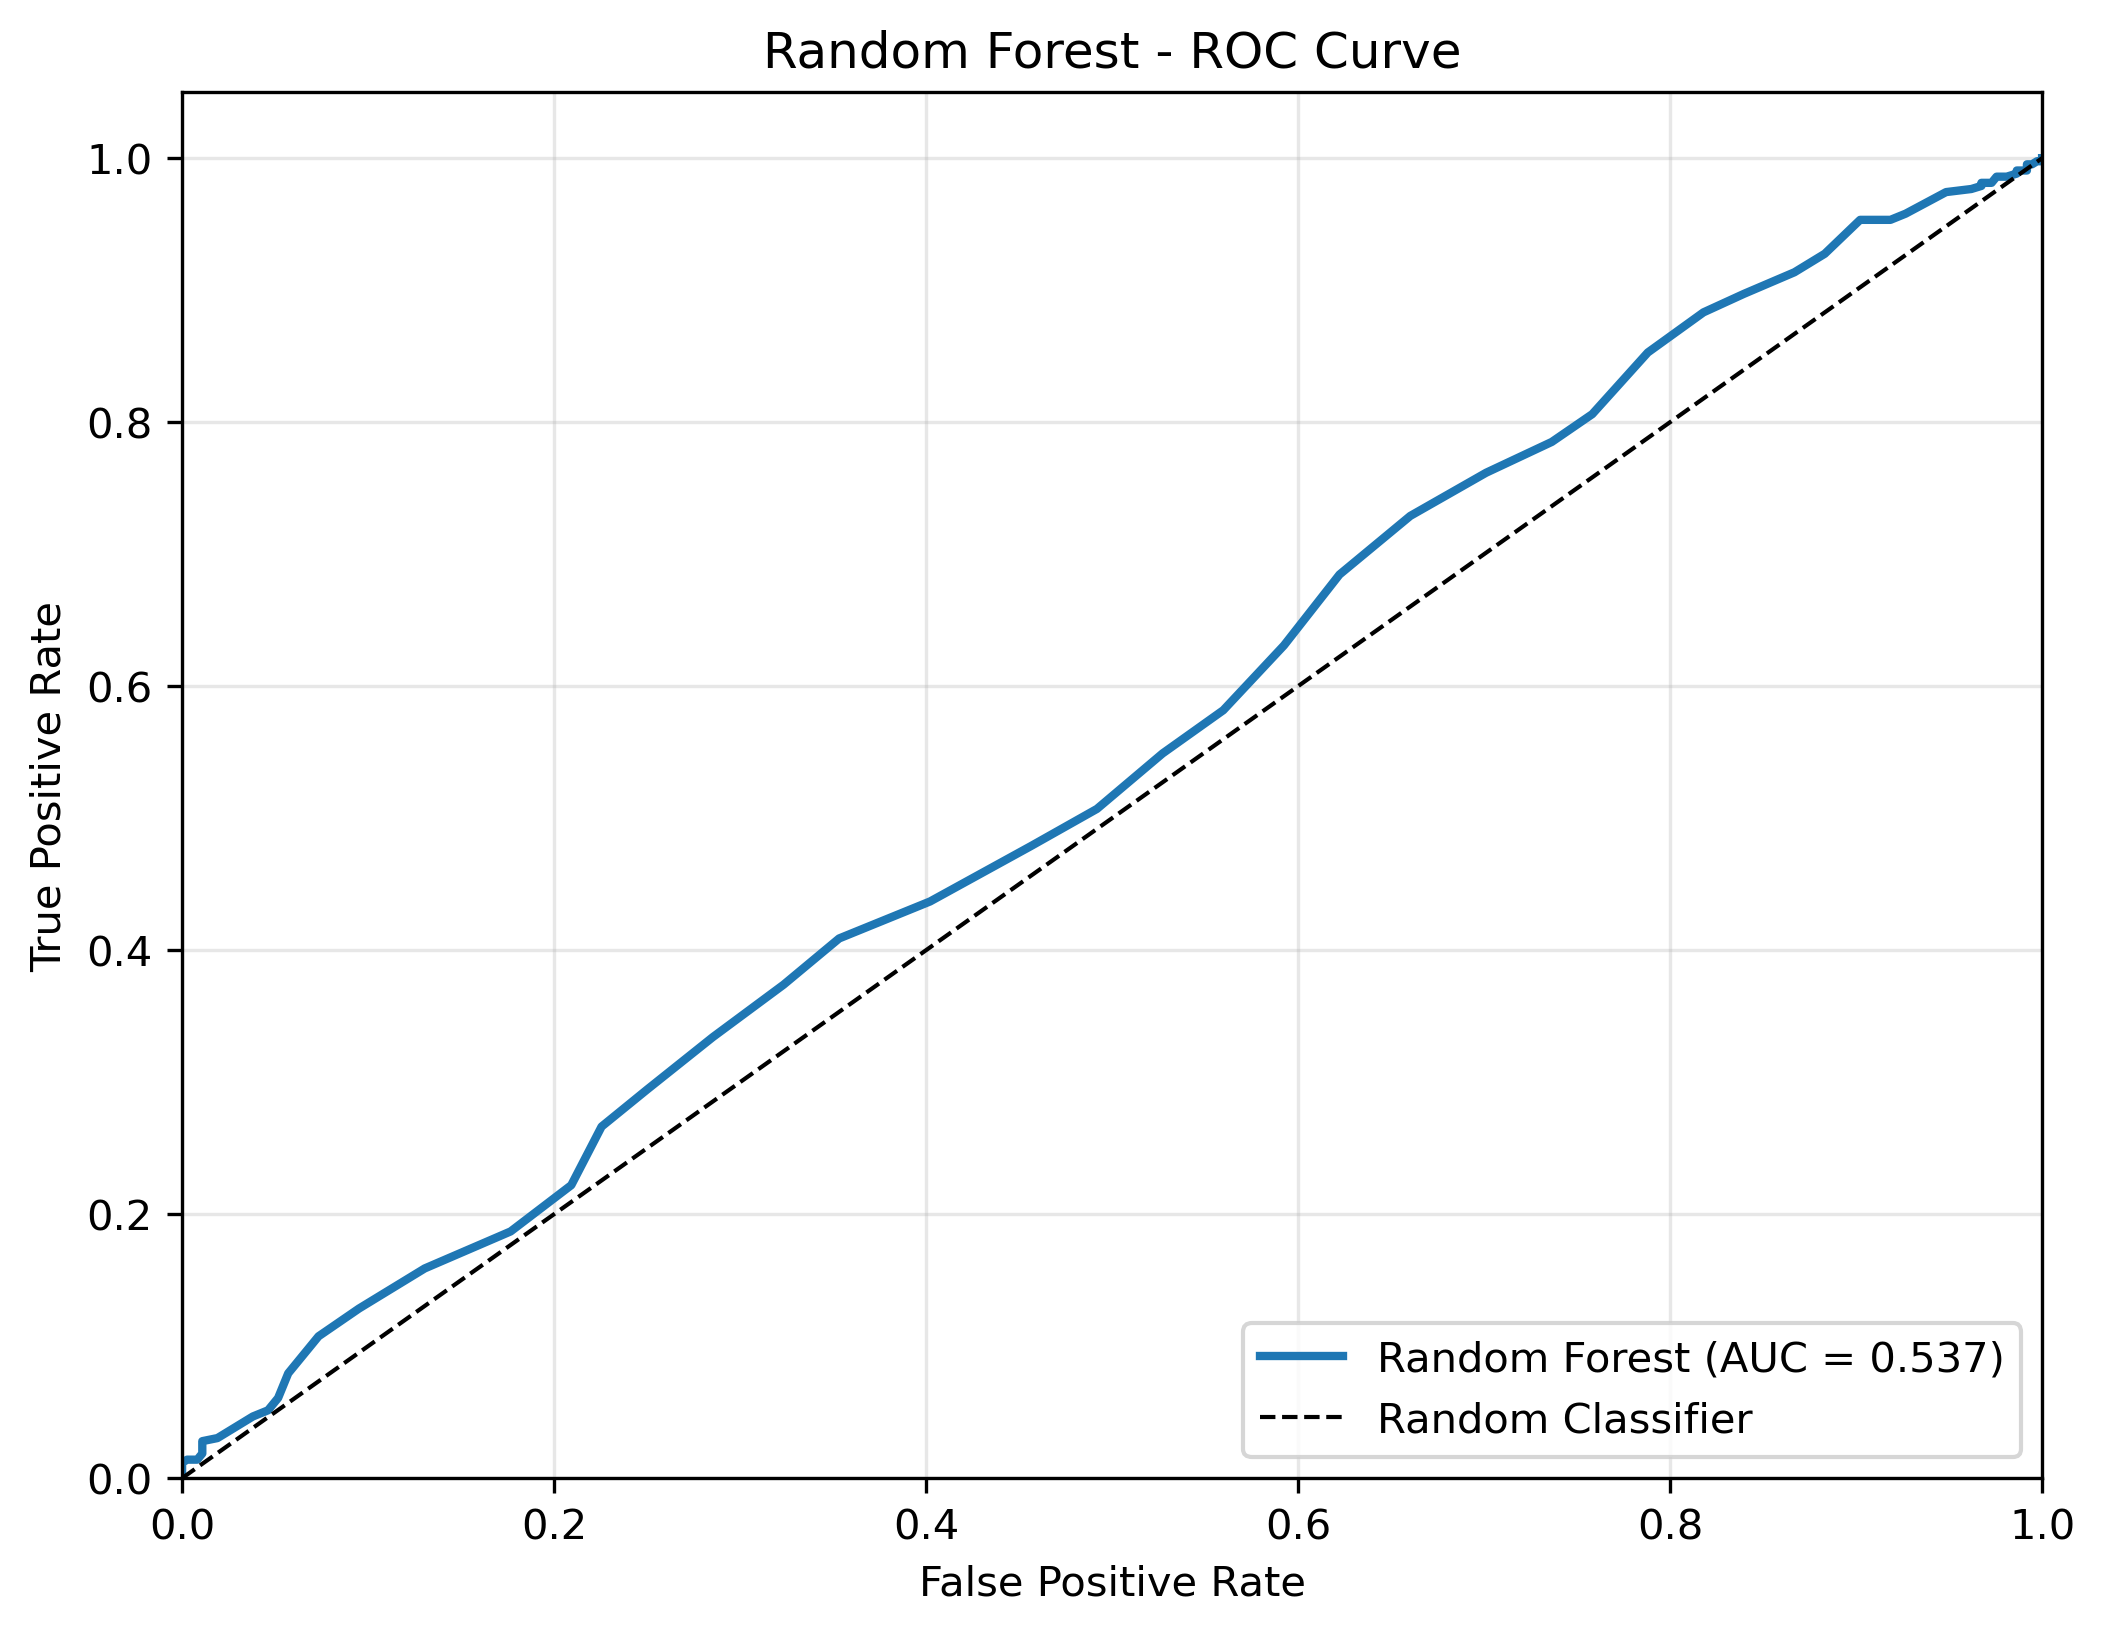 Random Forest - ROC Curve
True Positive Rate
1.0
0.8
0.6
0.4
0.2
0.0
0.0 0.2 0.4 0.6 0.8 1.0
False Positive Rate
Random Forest (AUC = 0.537)
Random Classifier